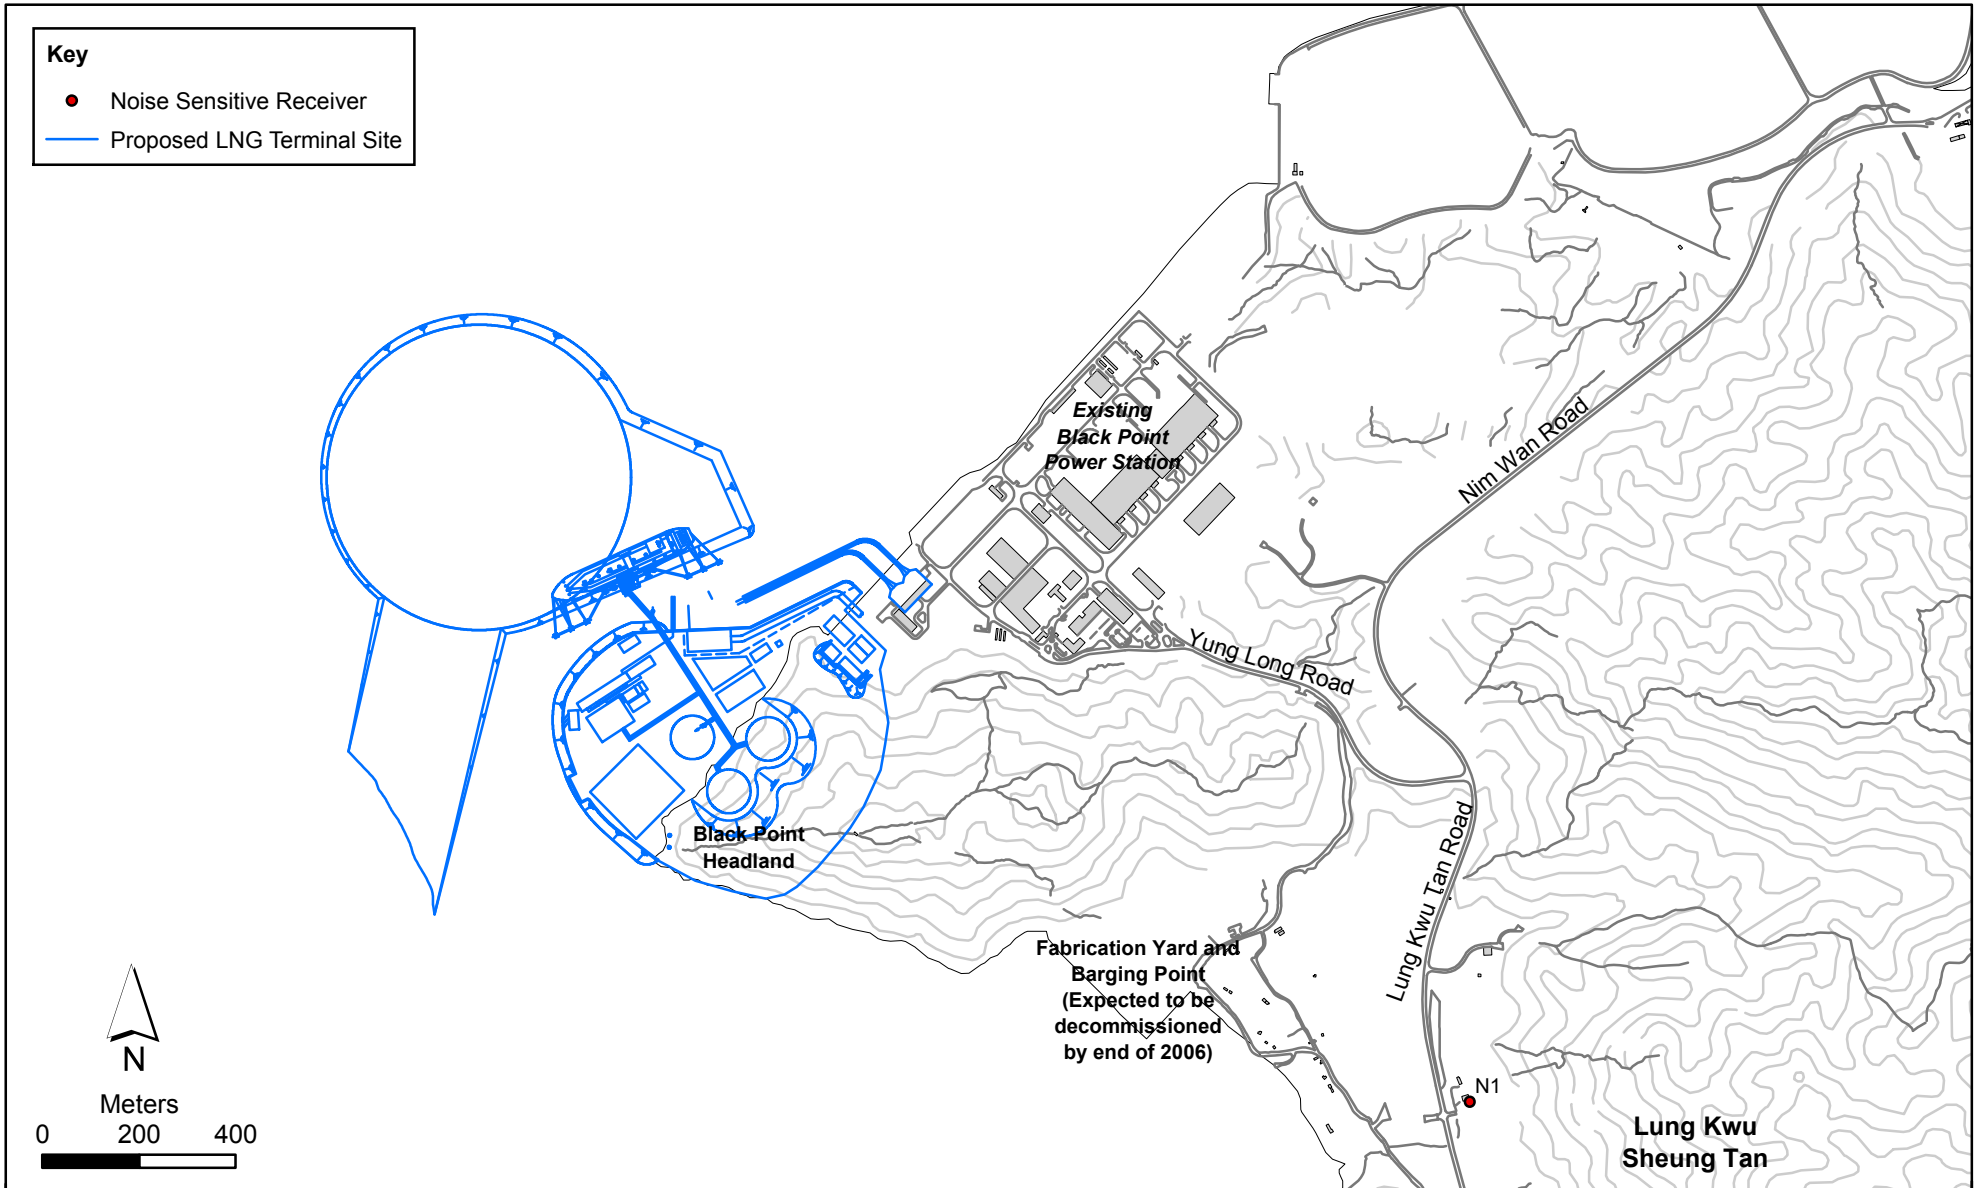 Key
Noise Sensitive Receiver
Proposed LNG Terminal Site
Existing
Black Point
Power Station
Nim Wan Road
Yung Long Road
Black Point
Headland
Lung Kwu Tan Road
Fabrication Yard and
Barging Point
(Expected to be
decommissioned
by end of 2006)
N
Meters
0 200 400
N1
Lung Kwu
Sheung Tan